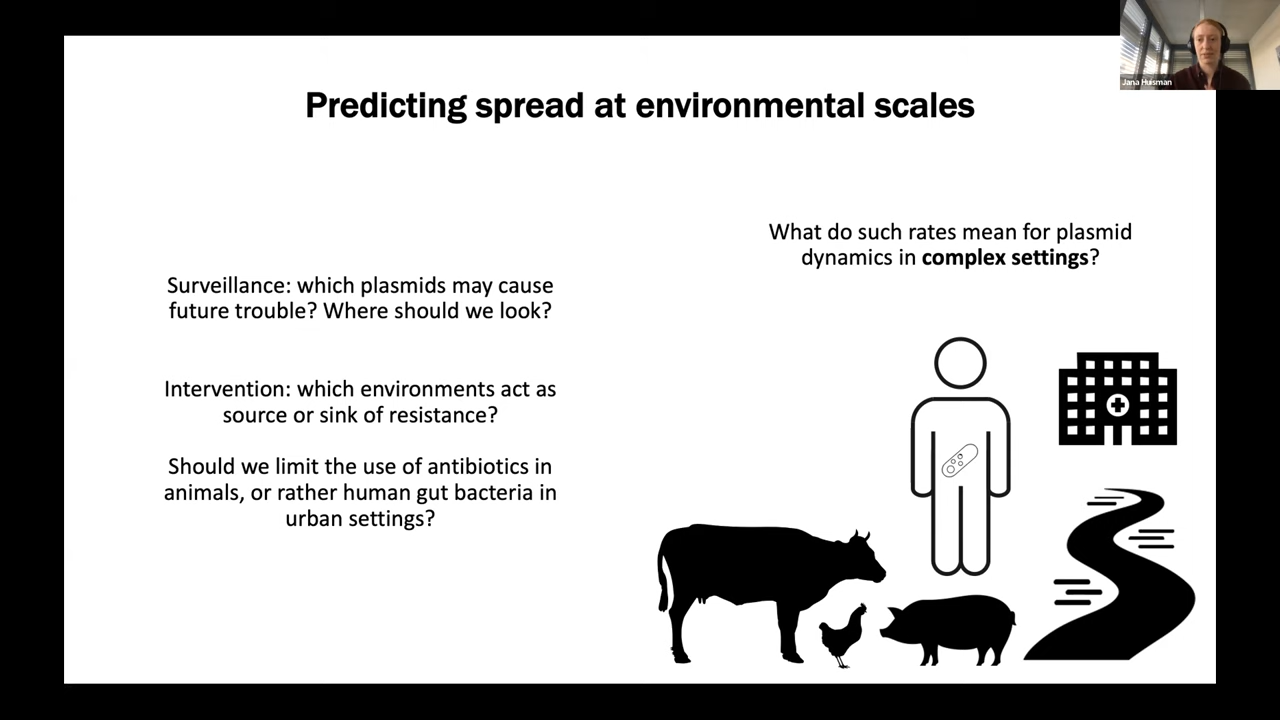 Predicting spread at environmental scales
Jana Huisman
What do such rates mean for plasmid
dynamics in complex settings?
Surveillance: which plasmids may cause
future trouble? Where should we look?
Intervention: which environments act as
source or sink of resistance?
Should we limit the use of antibiotics in
animals, or rather human gut bacteria in
urban settings?